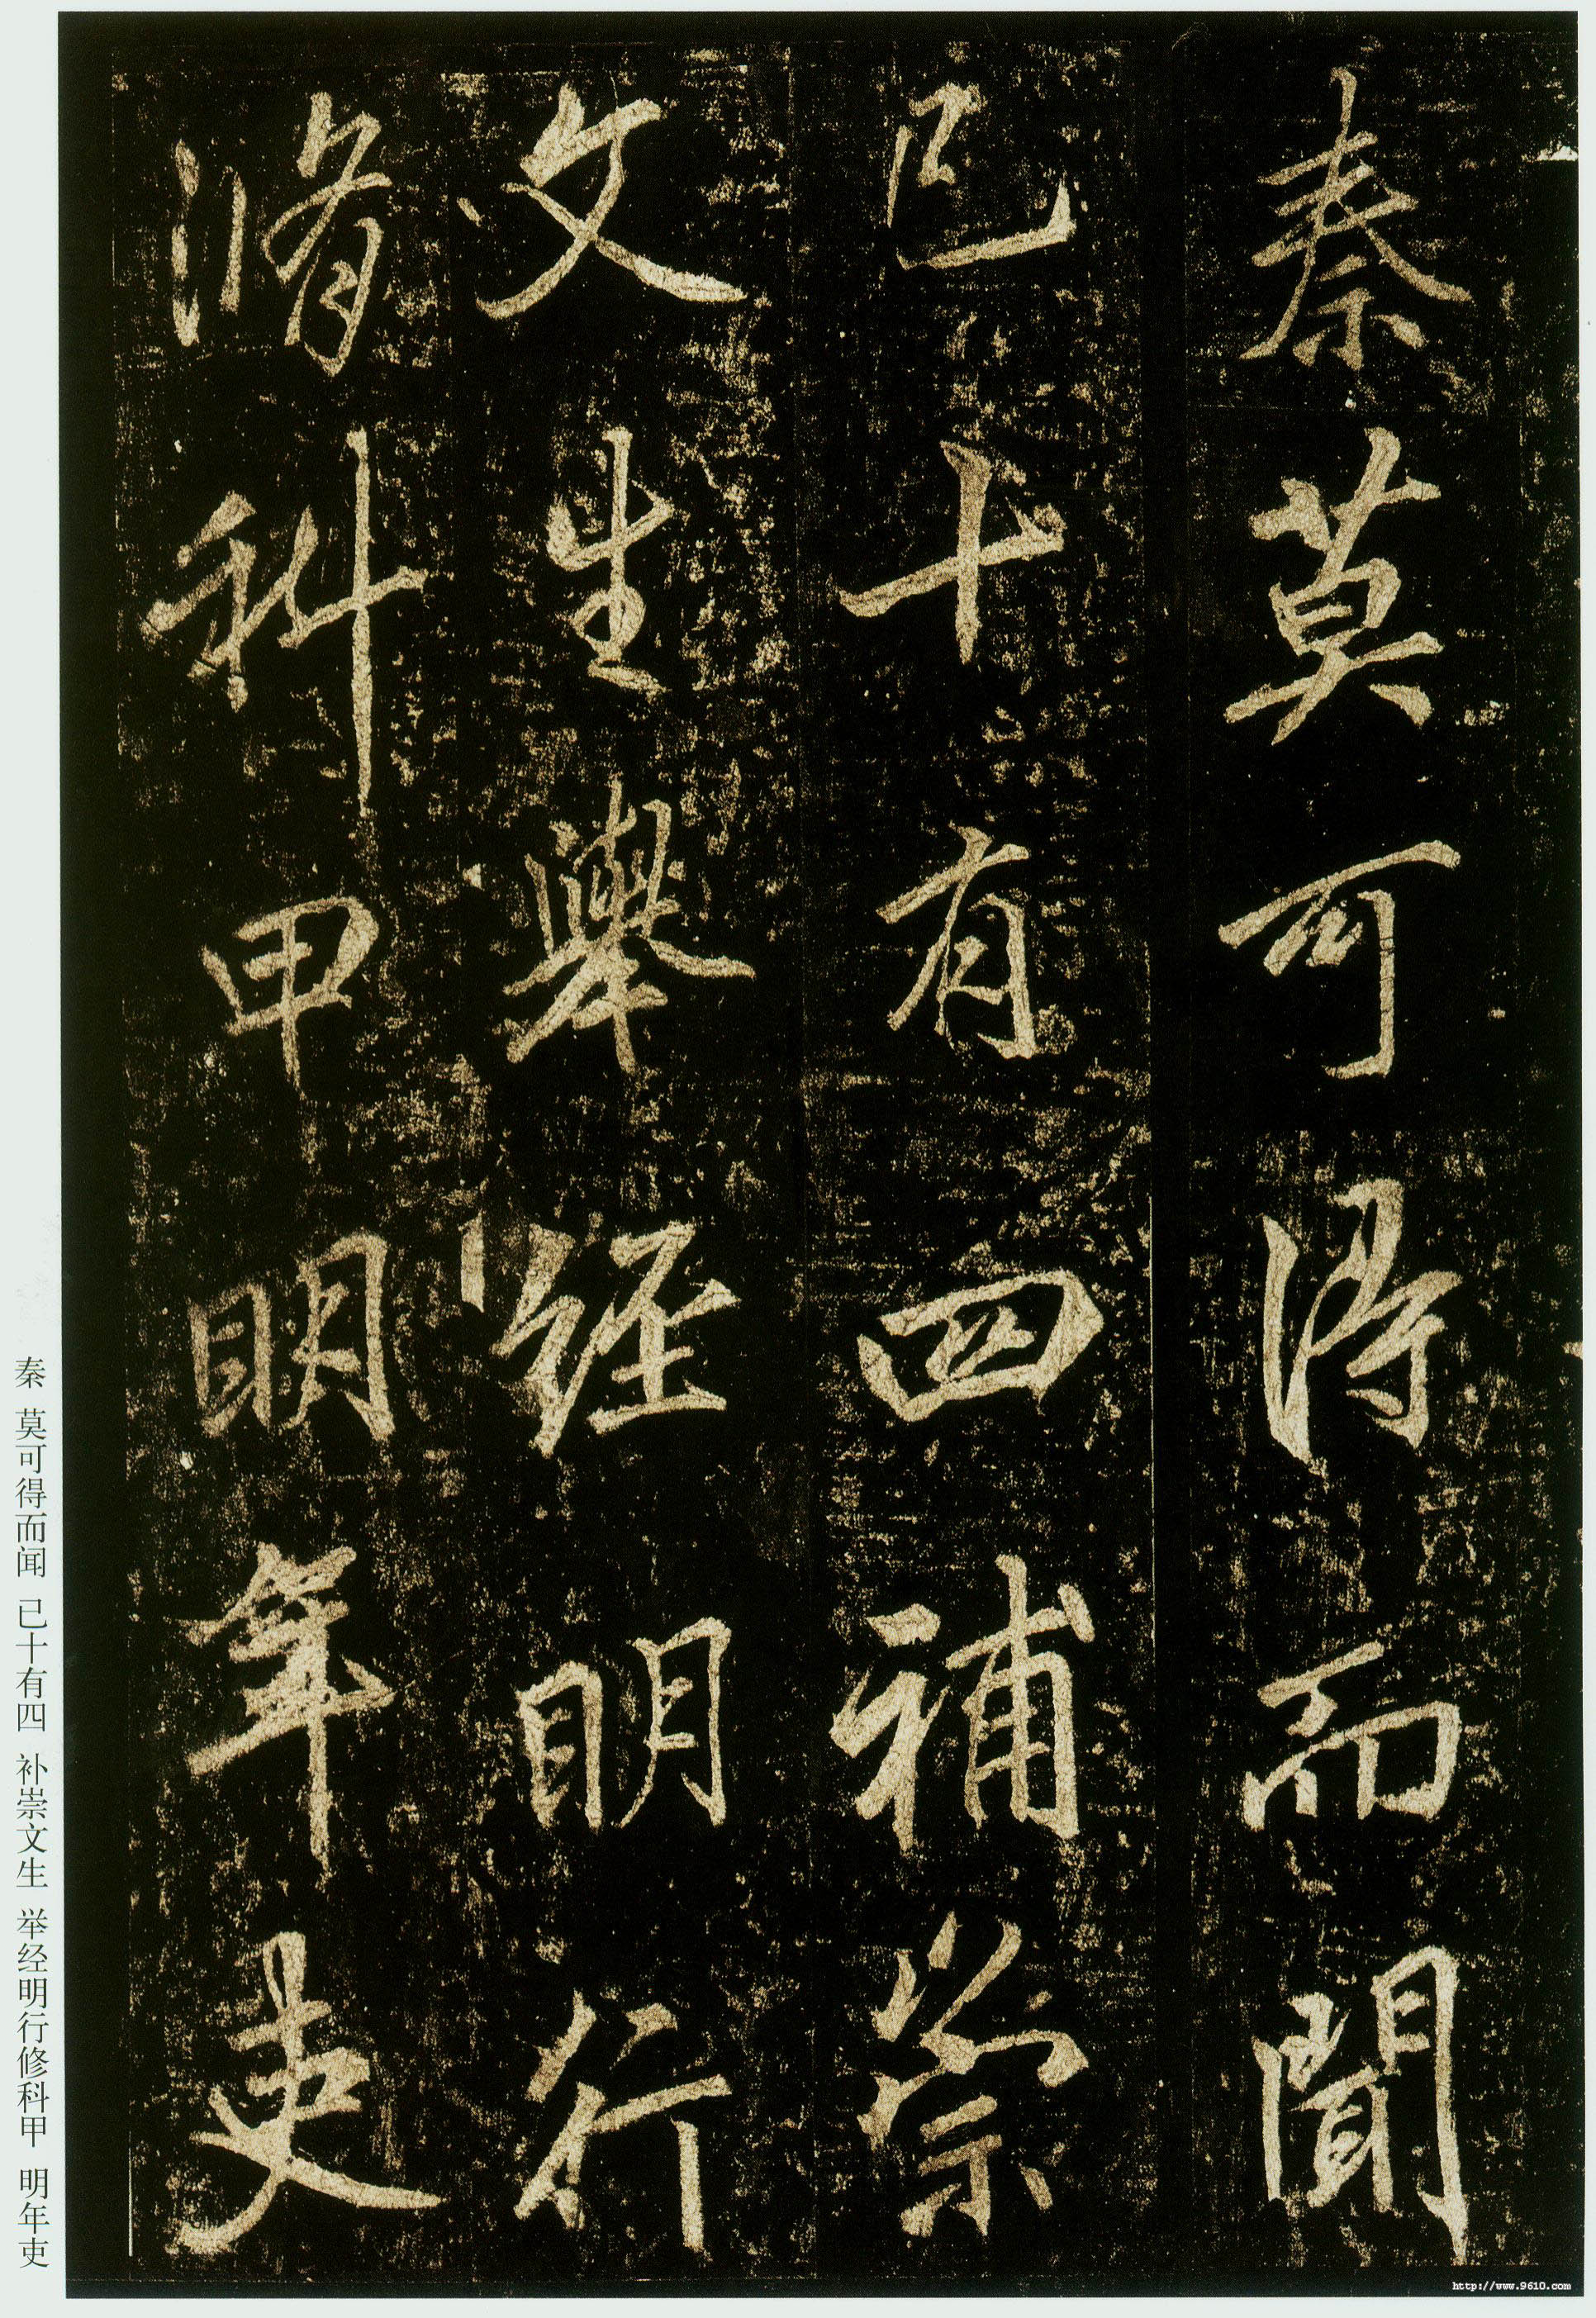 秦莫可得而聞
已十有四補崇
文生舉經明行
脩科甲明年吏
秦 莫可得而闻 已十有四 补崇文生 举经明行修科甲 明年吏
http://www.9610.com